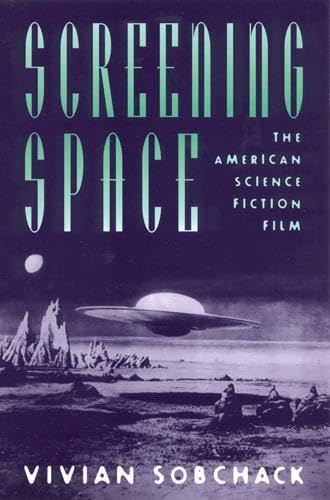 SCREENING
SPACE
THE
AMERICAN
SCIENCE
FICTION
FILM
VIVIAN SOBCHACK